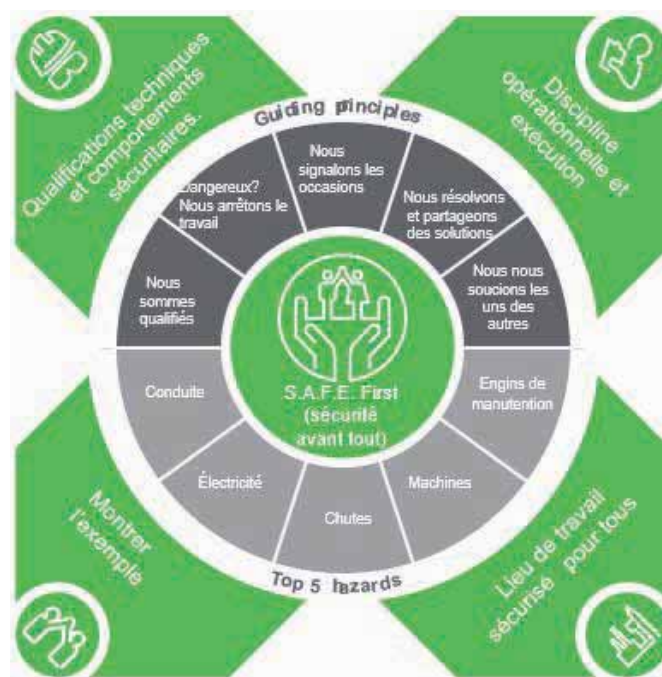 Qualifications techniques
et comportements
sécuritaires.
Discipline
opérationnelle et
exécution
Guiding principles
Nous
sommes
qualifiés
Dangereux?
Nous arrêtons le
travail
Nous
signalons les
occasions
Nous résolvons
et partageons
des solutions
Nous nous
soucions les
uns des
autres
S.A.F.E. First
(sécurité
avant tout)
Conduite
Électricité
Chutes
Machines
Engins de
manutention
Top 5 hazards
Montrer
l'exemple
Lieu de travail
sécurisé pour tous